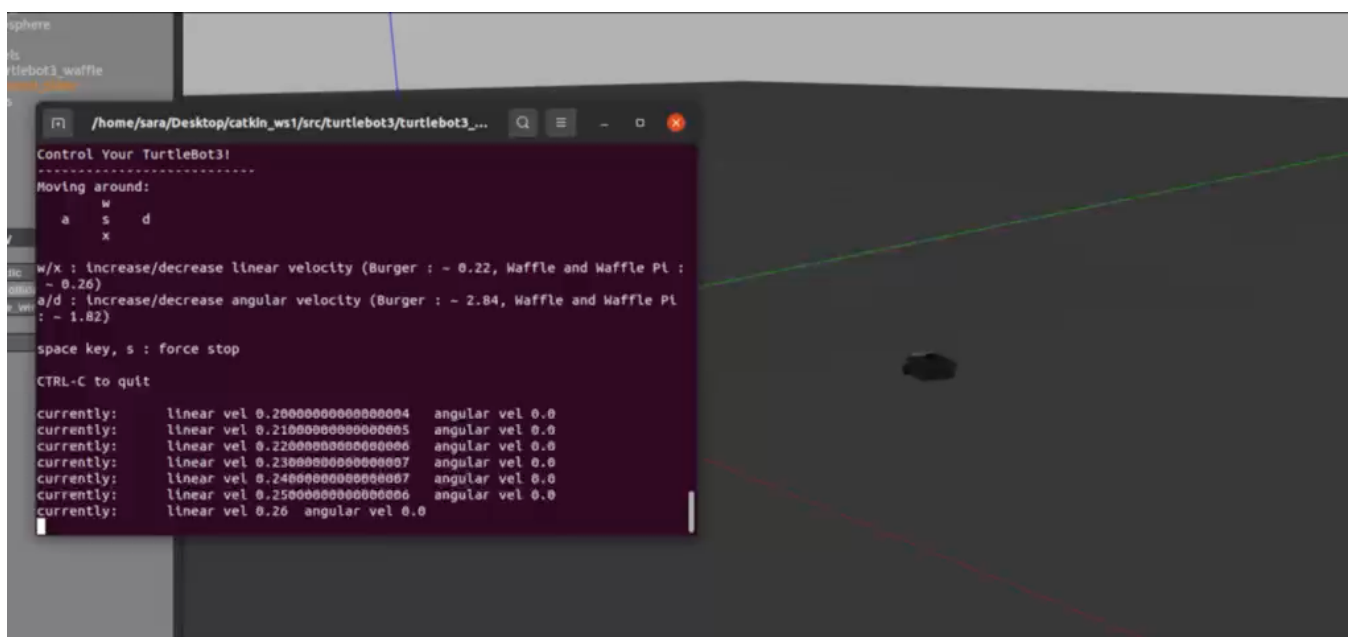 sphere
els
rtlebot3_waffle
/home/sara/Desktop/catkin_ws1/src/turtlebot3/turtlebot3_...
Control Your TurtleBot3!
---------------------------
Moving around:
w
a s d
x
w/x : increase/decrease linear velocity (Burger : ~ 0.22, Waffle and Waffle Pi :
~ 0.26)
a/d : increase/decrease angular velocity (Burger : ~ 2.84, Waffle and Waffle Pi
: ~ 1.82)
space key, s : force stop
CTRL-C to quit
currently: linear vel 0.20000000000000004 angular vel 0.0
currently: linear vel 0.21000000000000005 angular vel 0.0
currently: linear vel 0.22000000000000006 angular vel 0.0
currently: linear vel 0.23000000000000007 angular vel 0.0
currently: linear vel 0.24000000000000007 angular vel 0.0
currently: linear vel 0.25000000000000006 angular vel 0.0
currently: linear vel 0.26 angular vel 0.0